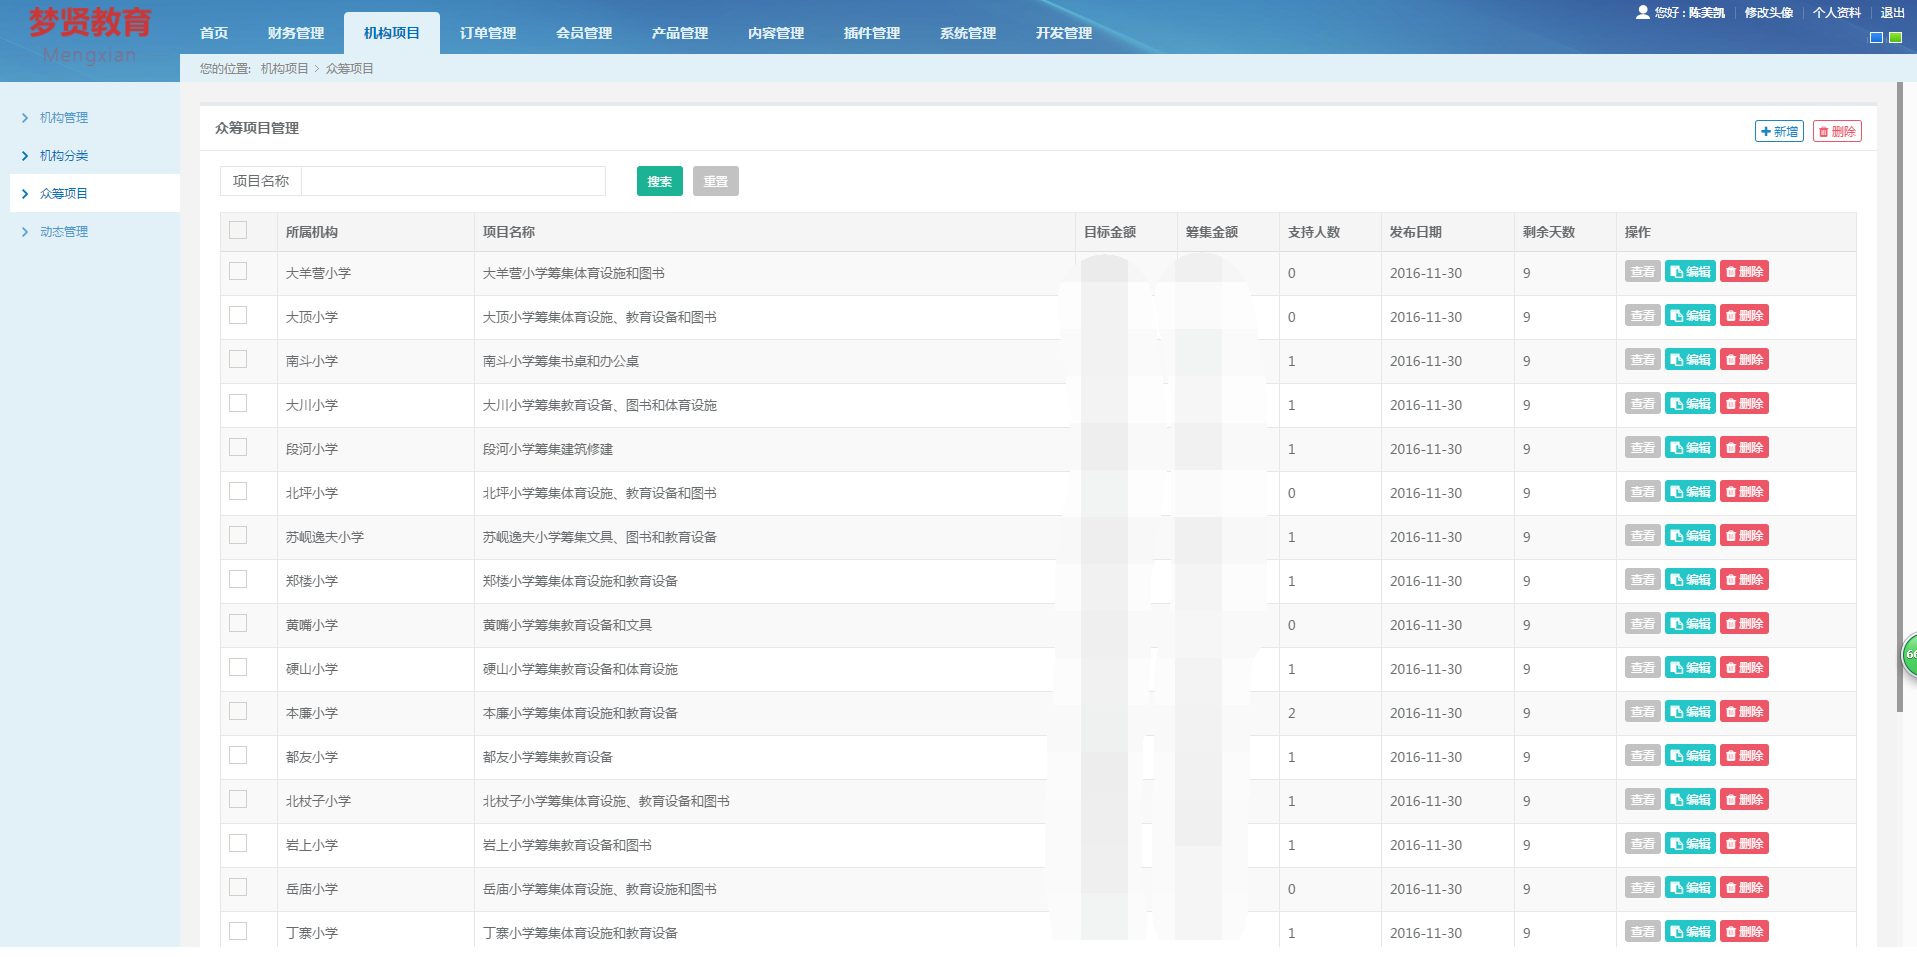 梦贤教育
Mengxian
首页 财务管理 机构项目 订单管理 会员管理 产品管理 内容管理 插件管理 系统管理 开发管理
您好：陈美凯 修改头像 个人资料 退出
您的位置: 机构项目 > 众筹项目
机构管理
机构分类
众筹项目
动态管理
众筹项目管理
新增 删除
项目名称 搜索 重置
所属机构 项目名称 目标金额 筹集金额 支持人数 发布日期 剩余天数 操作
大羊营小学 大羊营小学筹集体育设施和图书 0 2016-11-30 9 查看 编辑 删除
大顶小学 大顶小学筹集体育设施、教育设备和图书 0 2016-11-30 9 查看 编辑 删除
南斗小学 南斗小学筹集书桌和办公桌 1 2016-11-30 9 查看 编辑 删除
大川小学 大川小学筹集教育设备、图书和体育设施 1 2016-11-30 9 查看 编辑 删除
段河小学 段河小学筹集建筑修建 1 2016-11-30 9 查看 编辑 删除
北坪小学 北坪小学筹集体育设施、教育设备和图书 0 2016-11-30 9 查看 编辑 删除
苏岘逸夫小学 苏岘逸夫小学筹集文具、图书和教育设备 1 2016-11-30 9 查看 编辑 删除
郑楼小学 郑楼小学筹集体育设施和教育设备 1 2016-11-30 9 查看 编辑 删除
黄嘴小学 黄嘴小学筹集教育设备和文具 0 2016-11-30 9 查看 编辑 删除
硬山小学 硬山小学筹集教育设备和体育设施 1 2016-11-30 9 查看 编辑 删除
本廉小学 本廉小学筹集体育设施和教育设备 2 2016-11-30 9 查看 编辑 删除
都友小学 都友小学筹集教育设备 1 2016-11-30 9 查看 编辑 删除
北杖子小学 北杖子小学筹集体育设施、教育设备和图书 1 2016-11-30 9 查看 编辑 删除
岩上小学 岩上小学筹集教育设备和图书 1 2016-11-30 9 查看 编辑 删除
岳庙小学 岳庙小学筹集体育设施、教育设施和图书 0 2016-11-30 9 查看 编辑 删除
丁寨小学 丁寨小学筹集体育设施和教育设备 1 2016-11-30 9 查看 编辑 删除